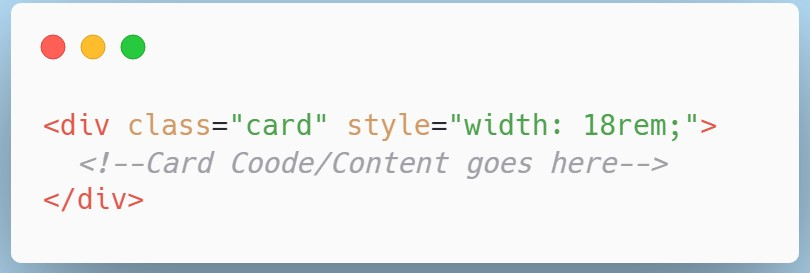 <div class="card" style="width: 18rem;">
  <!--Card Coode/Content goes here-->
</div>